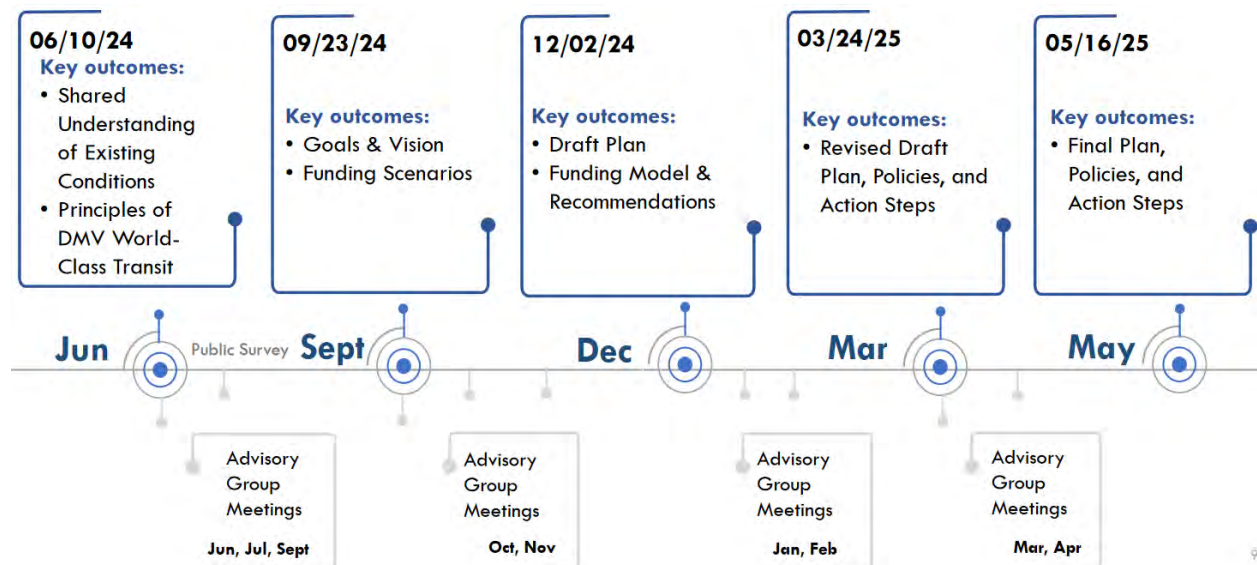 06/10/24
Key outcomes:
• Shared
Understanding
of Existing
Conditions
• Principles of
DMV World-
Class Transit
09/23/24
Key outcomes:
• Goals & Vision
• Funding Scenarios
12/02/24
Key outcomes:
• Draft Plan
• Funding Model &
Recommendations
03/24/25
Key outcomes:
• Revised Draft
Plan, Policies, and
Action Steps
05/16/25
Key outcomes:
• Final Plan,
Policies, and
Action Steps
Jun
Public Survey
Sept
Dec
Mar
May
Advisory
Group
Meetings
Jun, Jul, Sept
Advisory
Group
Meetings
Oct, Nov
Advisory
Group
Meetings
Jan, Feb
Advisory
Group
Meetings
Mar, Apr